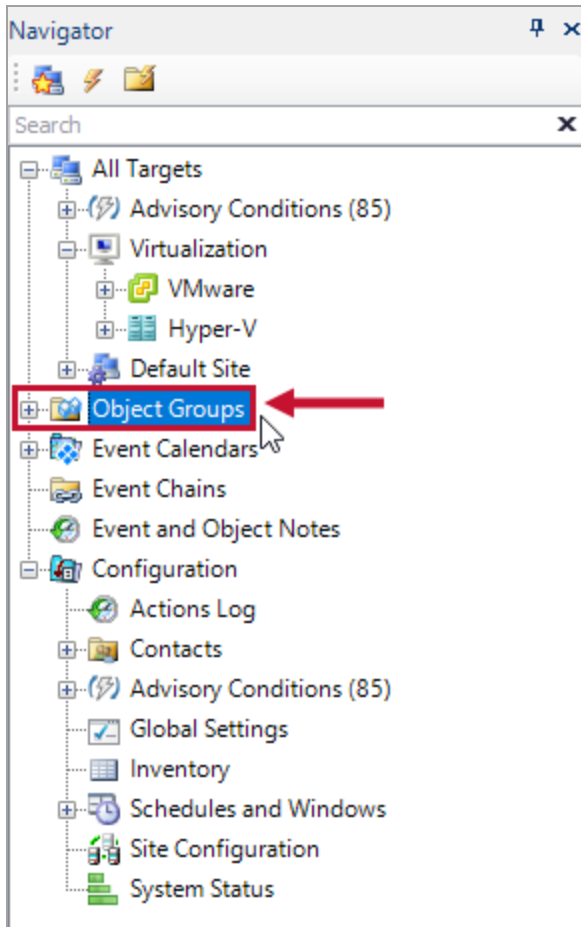 Navigator
Search
All Targets
Advisory Conditions (85)
Virtualization
VMware
Hyper-V
Default Site
Object Groups
Event Calendars
Event Chains
Event and Object Notes
Configuration
Actions Log
Contacts
Advisory Conditions (85)
Global Settings
Inventory
Schedules and Windows
Site Configuration
System Status